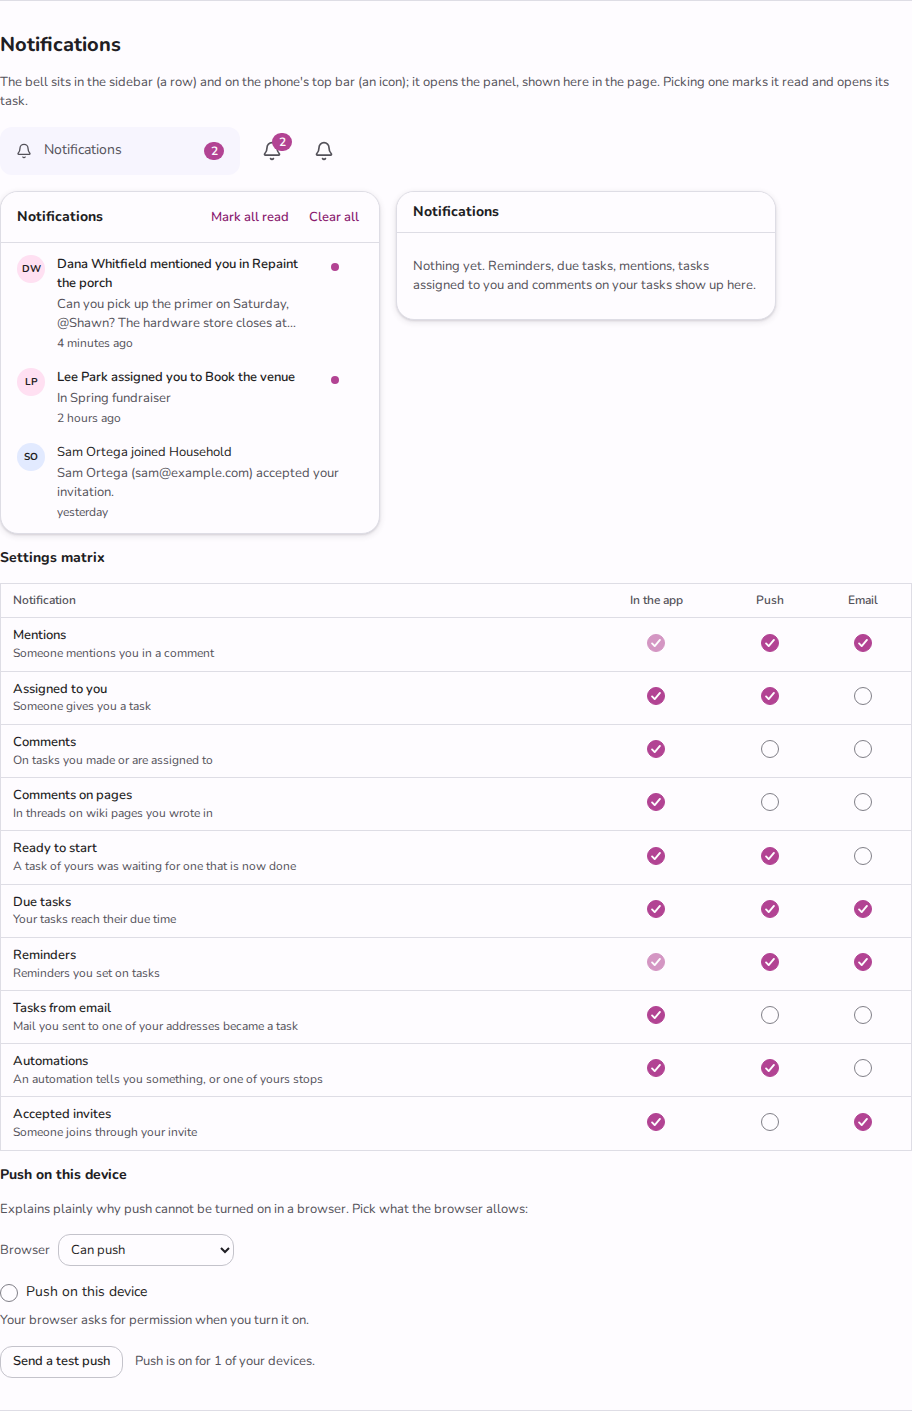 Notifications
The bell sits in the sidebar (a row) and on the phone's top bar (an icon); it opens the panel, shown here in the page. Picking one marks it read and opens its
task.
Notifications 2 2
Notifications Mark all read Clear all
DW Dana Whitfield mentioned you in Repaint
the porch
Can you pick up the primer on Saturday,
@Shawn? The hardware store closes at...
4 minutes ago
LP Lee Park assigned you to Book the venue
In Spring fundraiser
2 hours ago
SO Sam Ortega joined Household
Sam Ortega (sam@example.com) accepted your
invitation.
yesterday
Notifications
Nothing yet. Reminders, due tasks, mentions, tasks
assigned to you and comments on your tasks show up here.
Settings matrix
Notification In the app Push Email
Mentions
Someone mentions you in a comment
Assigned to you
Someone gives you a task
Comments
On tasks you made or are assigned to
Comments on pages
In threads on wiki pages you wrote in
Ready to start
A task of yours was waiting for one that is now done
Due tasks
Your tasks reach their due time
Reminders
Reminders you set on tasks
Tasks from email
Mail you sent to one of your addresses became a task
Automations
An automation tells you something, or one of yours stops
Accepted invites
Someone joins through your invite
Push on this device
Explains plainly why push cannot be turned on in a browser. Pick what the browser allows:
Browser Can push
Push on this device
Your browser asks for permission when you turn it on.
Send a test push Push is on for 1 of your devices.